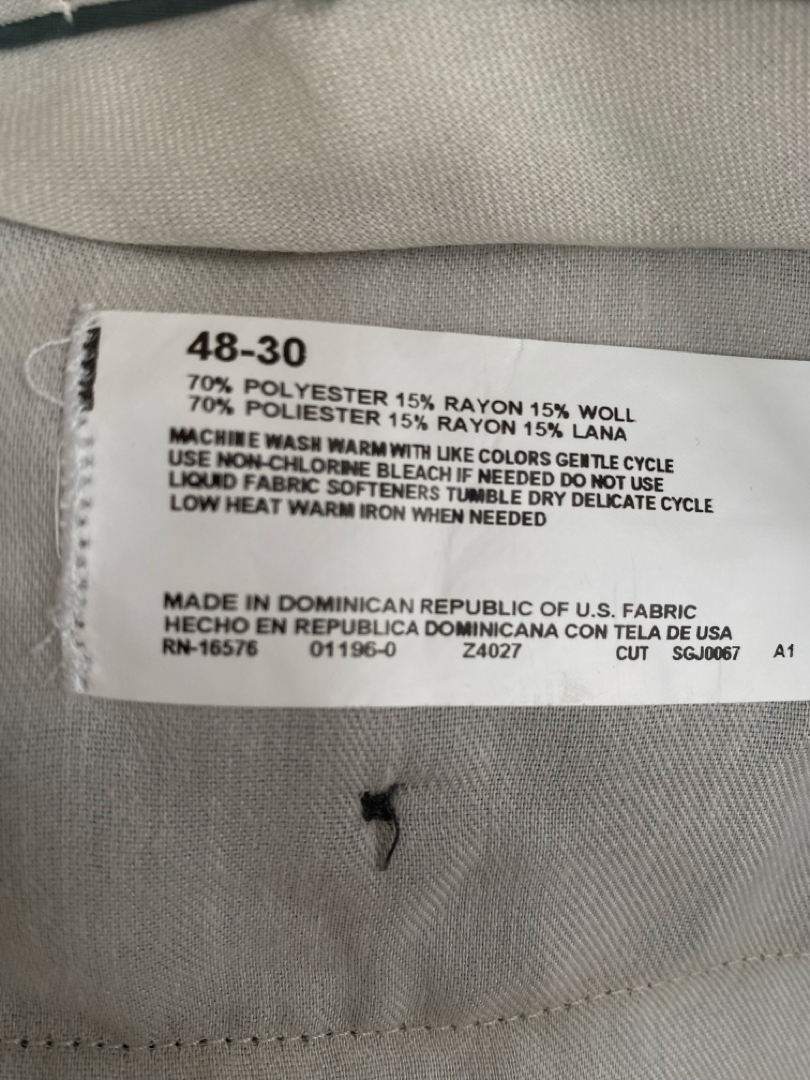 48-30
70% POLYESTER 15% RAYON 15% WOLL
70% POLIESTER 15% RAYON 15% LANA
MACHINE WASH WARM WITH LIKE COLORS GENTLE CYCLE
USE NON-CHLORINE BLEACH IF NEEDED DO NOT USE
LIQUID FABRIC SOFTENERS TUMBLE DRY DELICATE CYCLE
LOW HEAT WARM IRON WHEN NEEDED
MADE IN DOMINICAN REPUBLIC OF U.S. FABRIC
HECHO EN REPUBLICA DOMINICANA CON TELA DE USA
RN-16576 01196-0 Z4027 CUT SGJ0067 A1